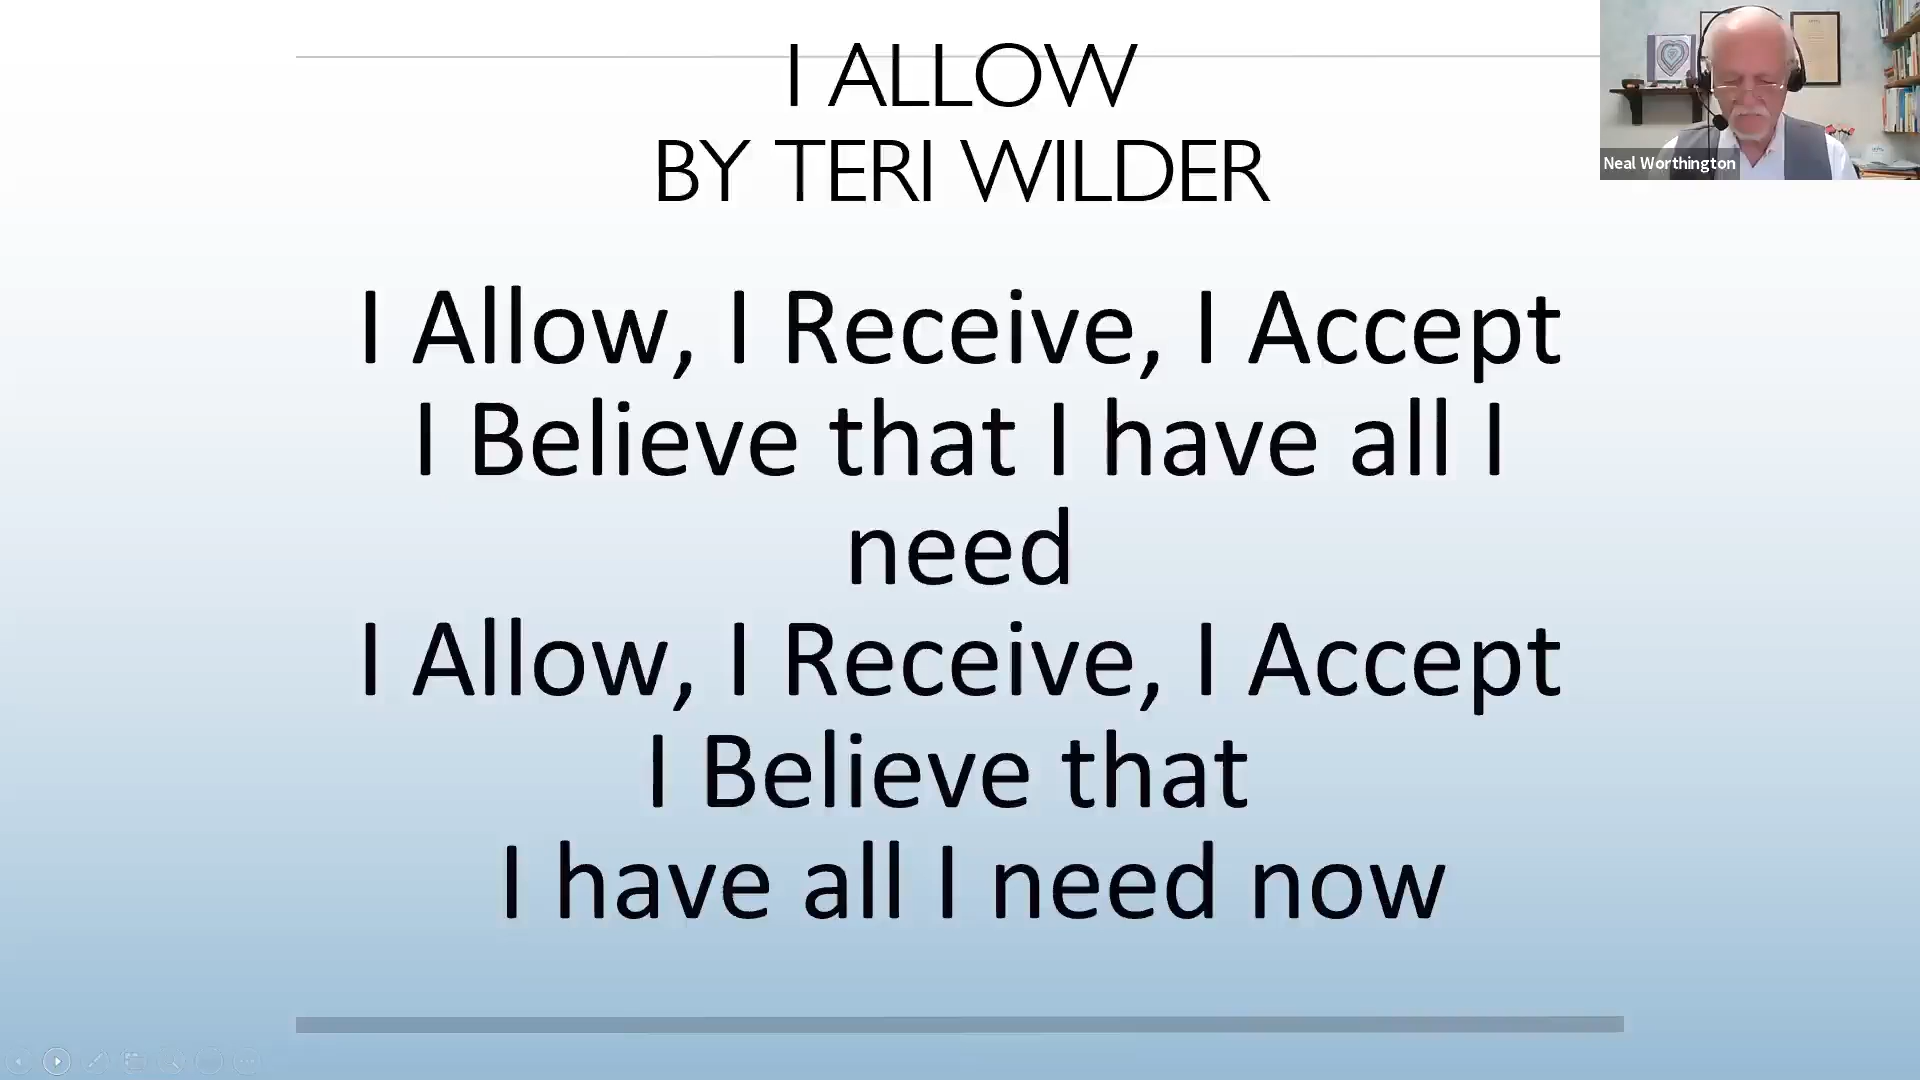 I ALLOW
BY TERI WILDER
I Allow, I Receive, I Accept
I Believe that I have all I
need
I Allow, I Receive, I Accept
I Believe that
I have all I need now
Neal Worthington